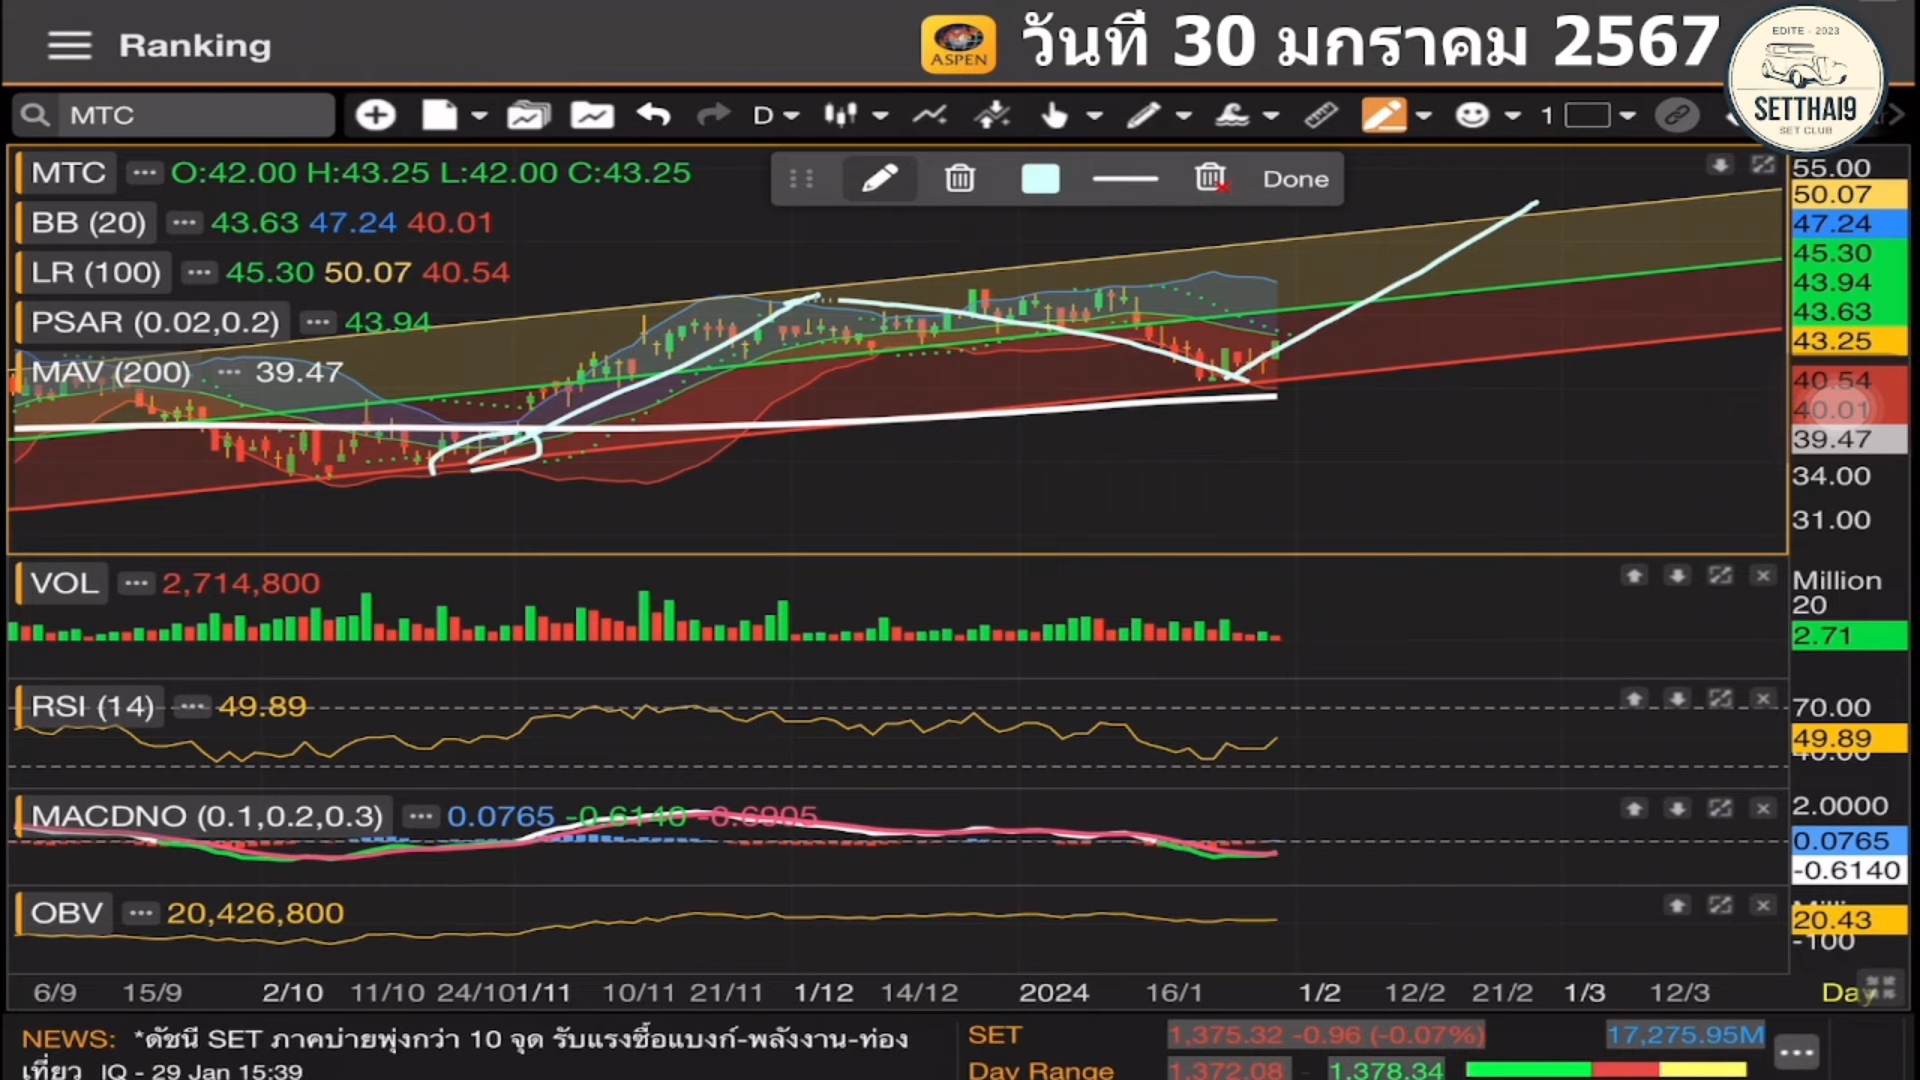 Ranking
ASPEN
วันที่ 30 มกราคม 2567
EDITE - 2023
SETTHAI9
SET CLUB
MTC
D
1
MTC O:42.00 H:43.25 L:42.00 C:43.25
Done
BB (20) 43.63 47.24 40.01
LR (100) 45.30 50.07 40.54
PSAR (0.02,0.2) 43.94
MAV (200) 39.47
55.00
50.07
47.24
45.30
43.94
43.63
43.25
40.54
40.01
39.47
34.00
31.00
VOL 2,714,800
Million
20
2.71
RSI (14) 49.89
70.00
49.89
40.00
MACDNO (0.1,0.2,0.3) 0.0765 -0.6140 -0.6905
2.0000
0.0765
-0.6140
OBV 20,426,800
20.43
-100
6/9 15/9 2/10 11/10 24/10 1/11 10/11 21/11 1/12 14/12 2024 16/1 1/2 12/2 21/2 1/3 12/3 Day
NEWS: *ดัชนี SET ภาคบ่ายพุ่งกว่า 10 จุด รับแรงซื้อแบงก์-พลังงาน-ท่อง
เที่ยว IQ - 29 Jan 15:39
SET 1,375.32 -0.96 (-0.07%) 17,275.95M
Day Range 1,372.08 - 1,378.34